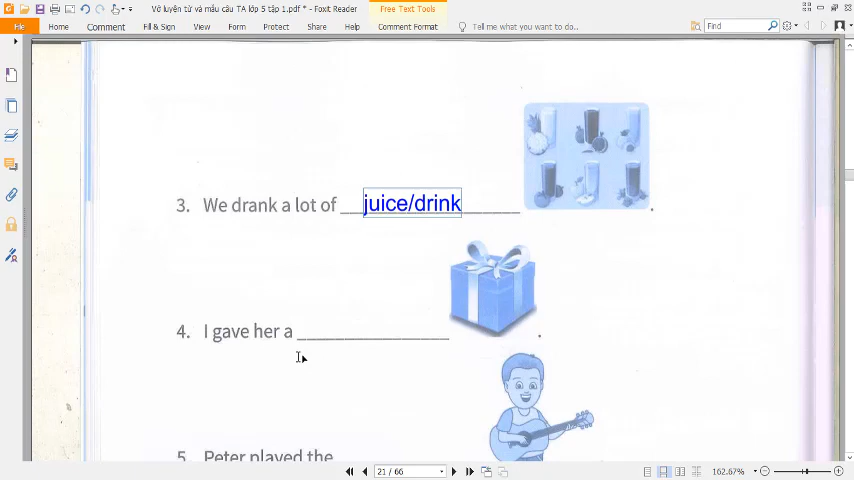 Vở luyện từ và mẫu câu TA lớp 5 tập 1.pdf * - Foxit Reader
Free Text Tools
File Home Comment Fill & Sign View Form Protect Share Help Comment Format Tell me what you want to do... Find
3. We drank a lot of juice/drink .
4. I gave her a .
5. Peter played the
21 / 66
162.67%